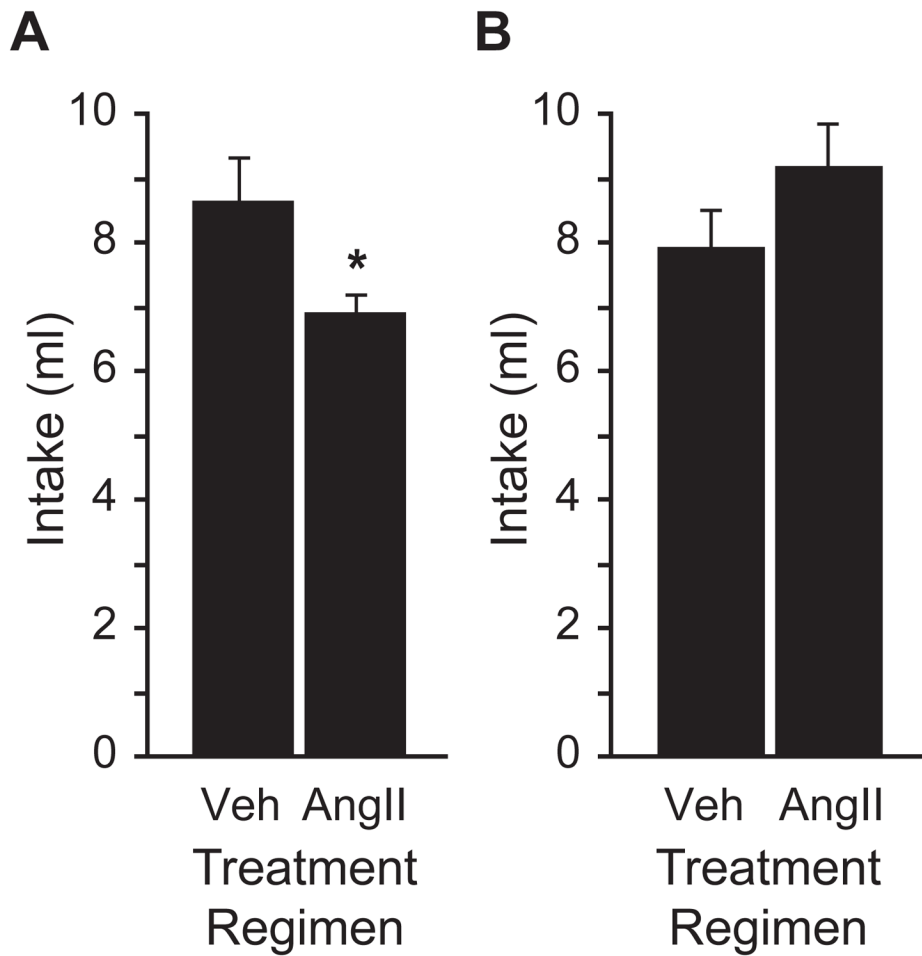 A
10
8
6
4
2
0
Intake (ml)
*
Veh AngII
Treatment
Regimen
B
10
8
6
4
2
0
Intake (ml)
Veh AngII
Treatment
Regimen